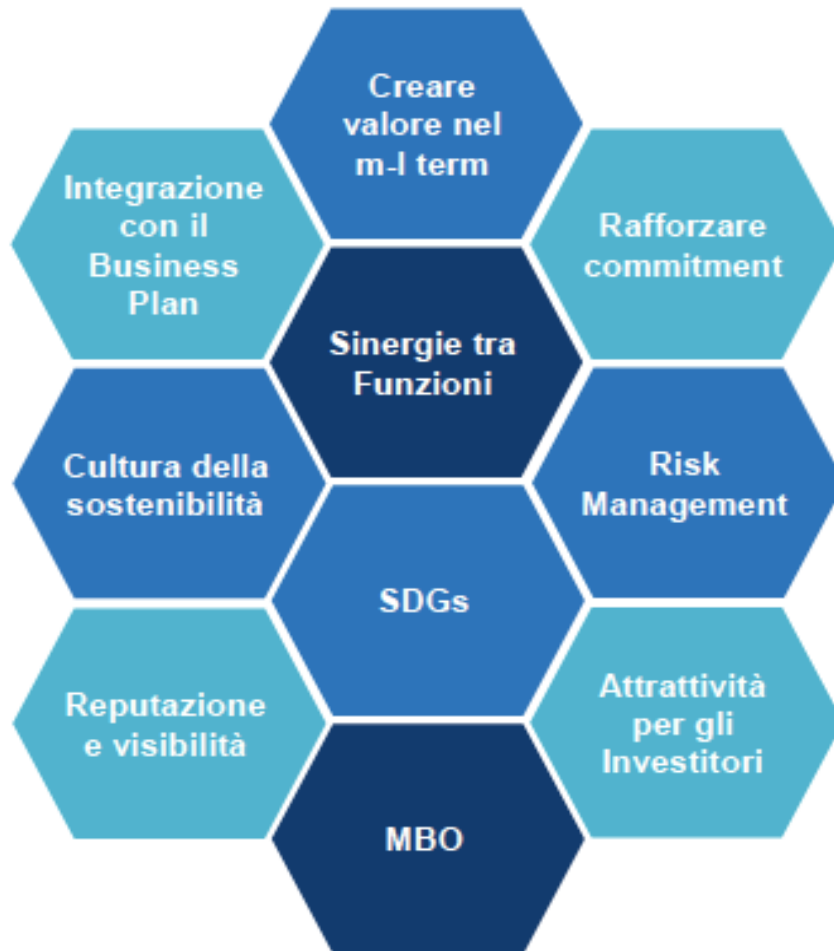 Creare
valore nel
m-l term
Integrazione
con il
Business
Plan
Rafforzare
commitment
Sinergie tra
Funzioni
Cultura della
sostenibilità
Risk
Management
SDGs
Reputazione
e visibilità
Attrattività
per gli
Investitori
MBO